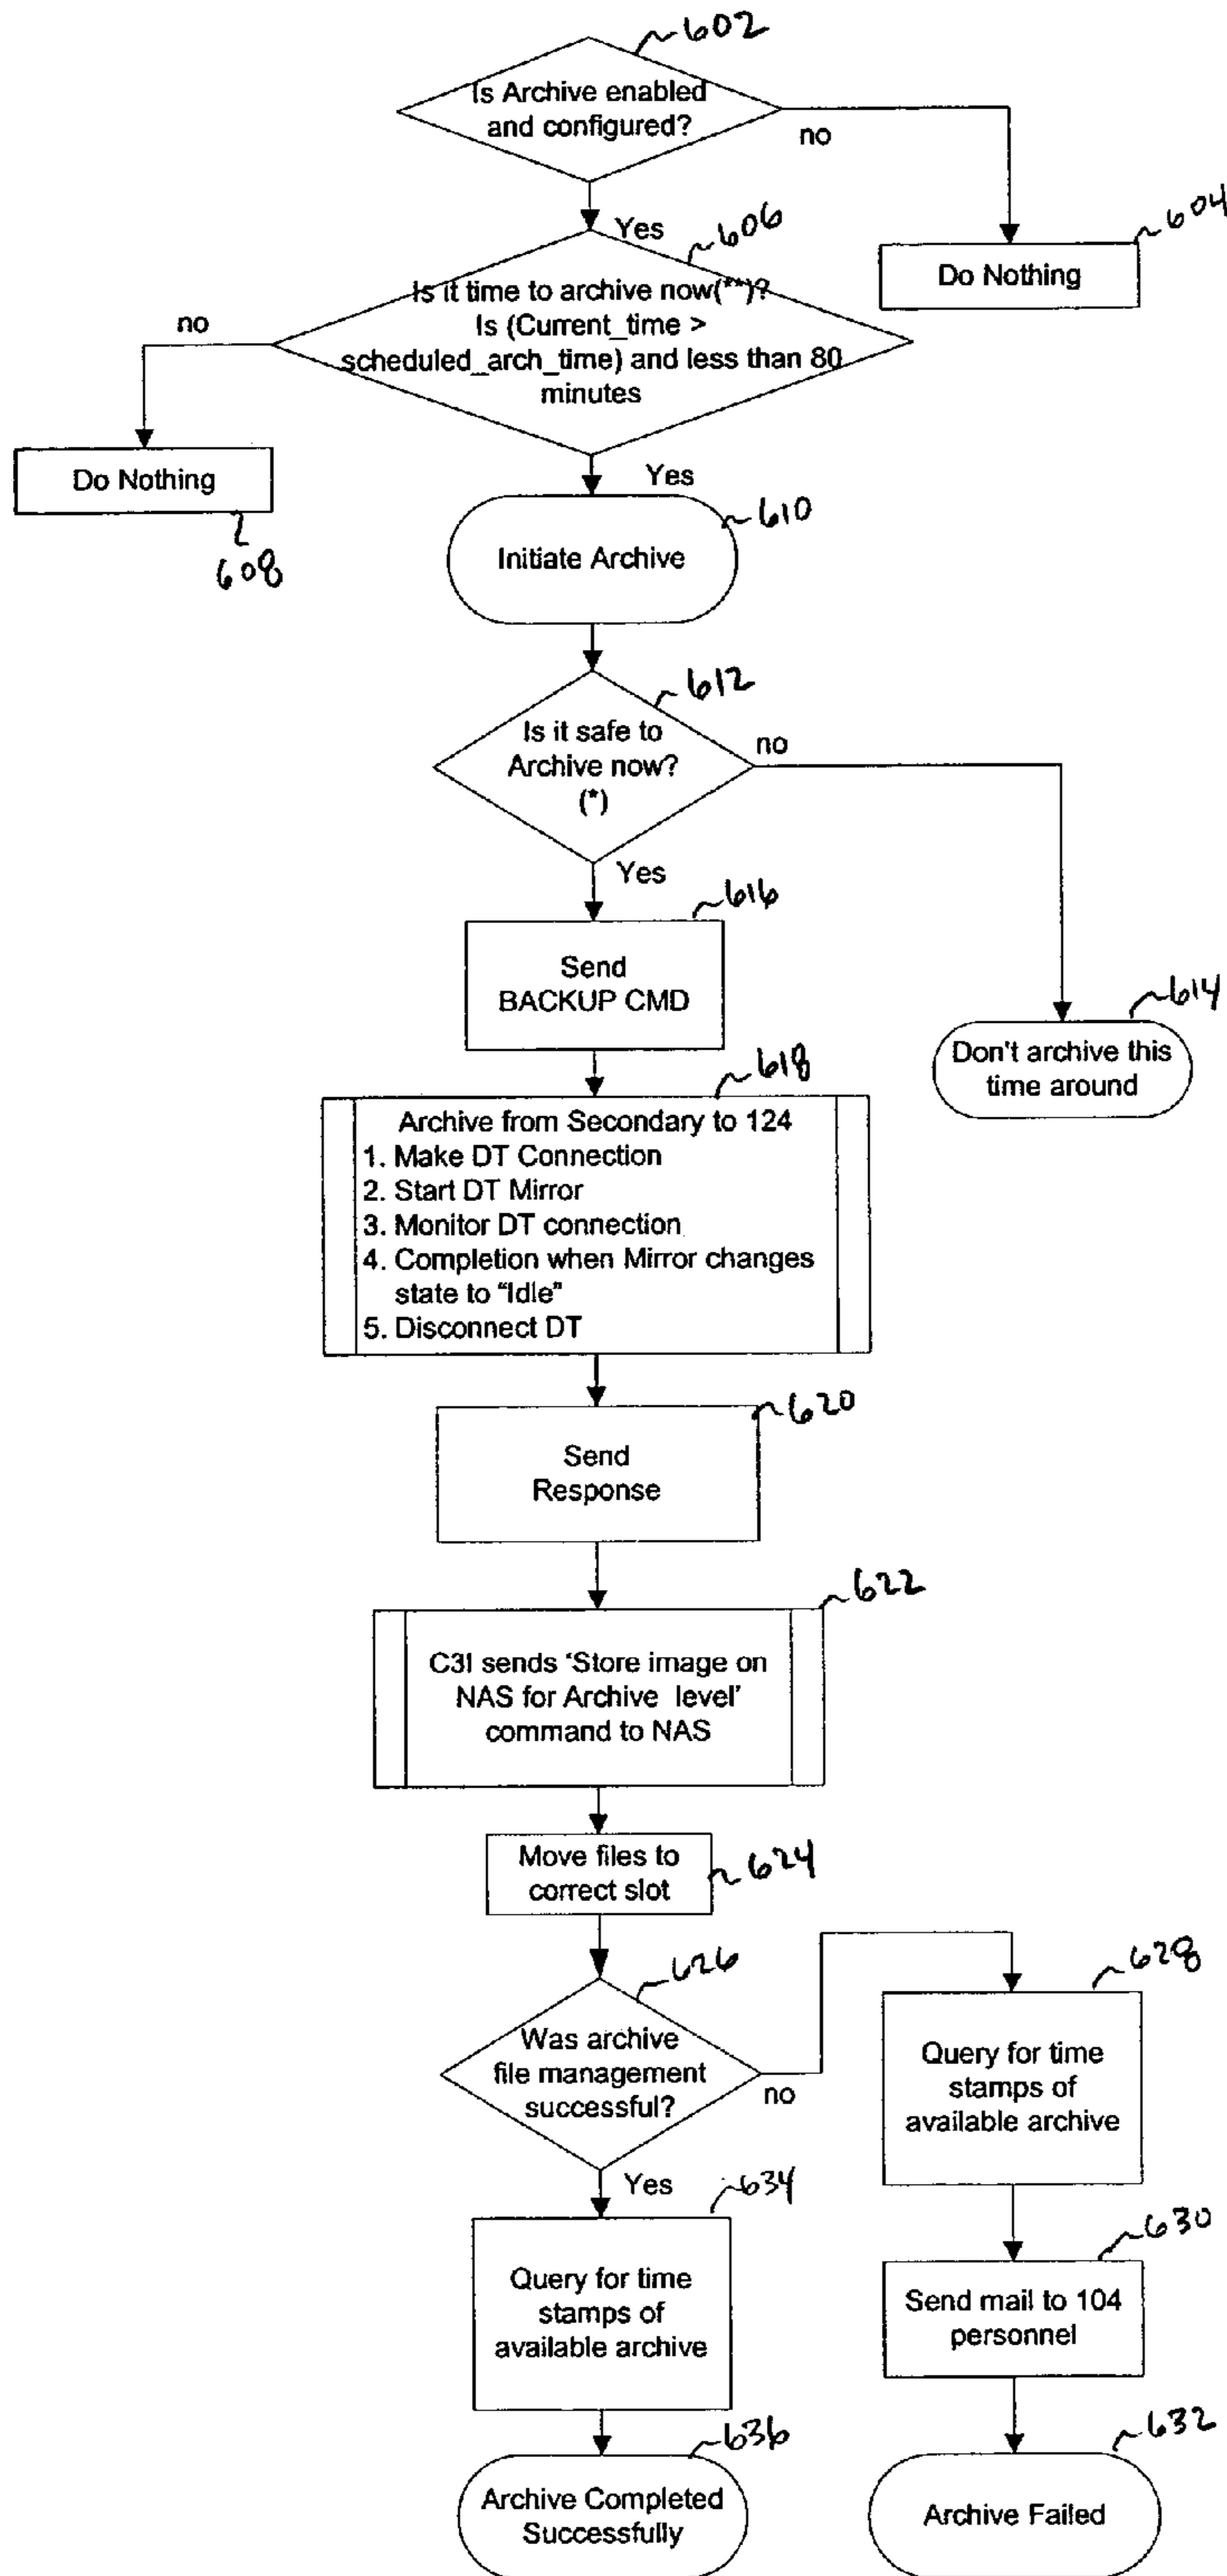 602
Is Archive enabled
and configured?
no
604
Do Nothing
Yes
606
Is it time to archive now(**)?
Is (Current_time >
scheduled_arch_time) and less than 80
minutes
no
Do Nothing
608
Yes
610
Initiate Archive
612
Is it safe to
Archive now?
(*)
no
Yes
614
Don't archive this
time around
616
Send
BACKUP CMD
618
Archive from Secondary to 124
1. Make DT Connection
2. Start DT Mirror
3. Monitor DT connection
4. Completion when Mirror changes
state to "Idle"
5. Disconnect DT
620
Send
Response
622
C3I sends ‘Store image on
NAS for Archive level’
command to NAS
Move files to
correct slot
624
626
Was archive
file management
successful?
no
628
Query for time
stamps of
available archive
630
Send mail to 104
personnel
632
Archive Failed
Yes
634
Query for time
stamps of
available archive
636
Archive Completed
Successfully